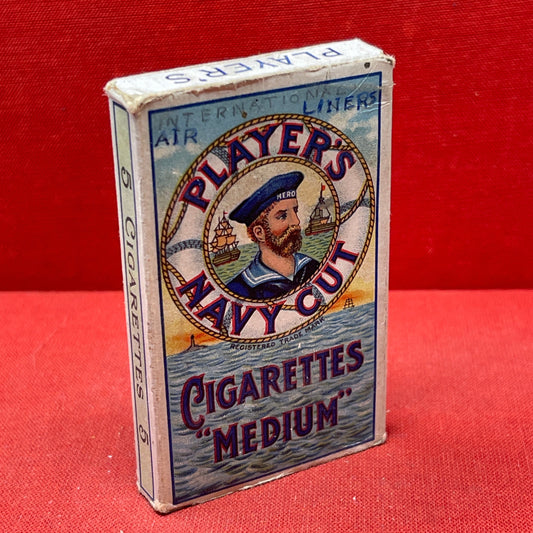 PLAYER'S
INTERNATIONAL
AIR LINERS
PLAYER'S
HERO
NAVY CUT
REGISTERED TRADE MARK
CIGARETTES
"MEDIUM"
5 CIGARETTES 5